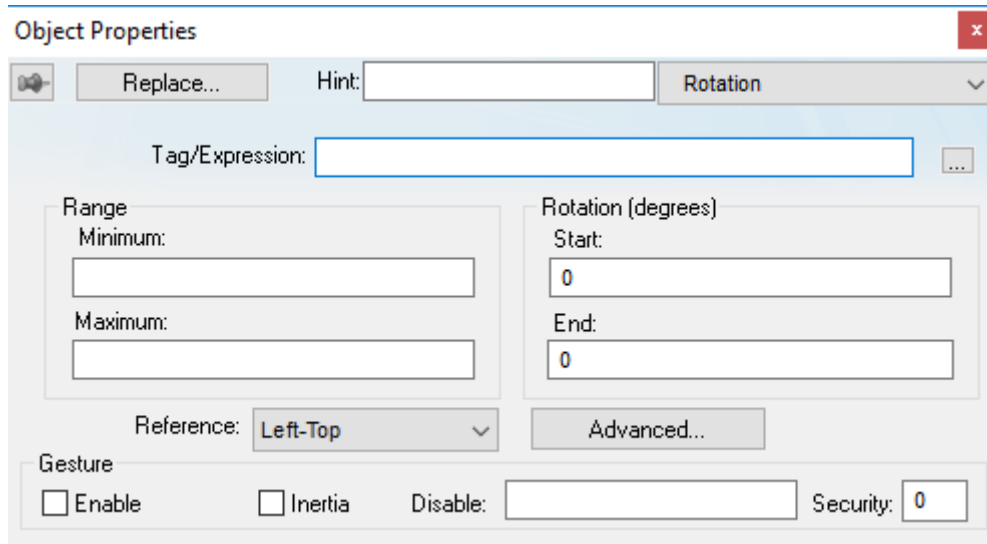 Object Properties x
Replace... Hint: Rotation
Tag/Expression: ...
Range Rotation (degrees)
Minimum: Start:
0
Maximum: End:
0
Reference: Left-Top Advanced...
Gesture
Enable Inertia Disable: Security: 0